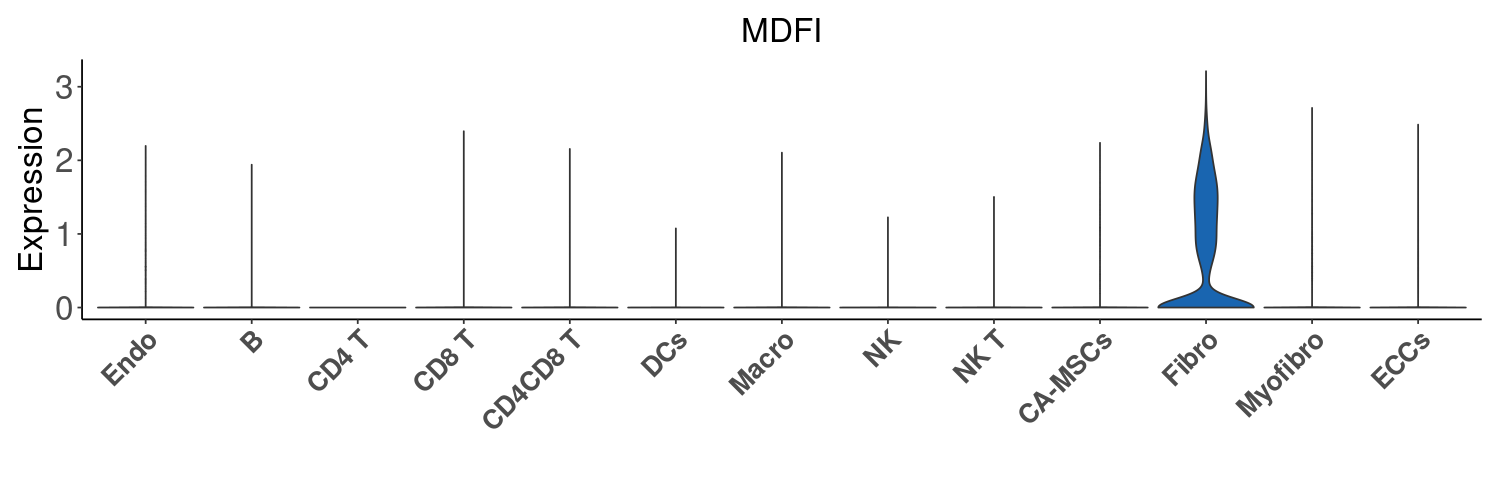 MDFI
Expression
3
2
1
0
Endo
B
CD4 T
CD8 T
CD4CD8 T
DCs
Macro
NK
NK T
CA-MSCs
Fibro
Myofibro
ECCs